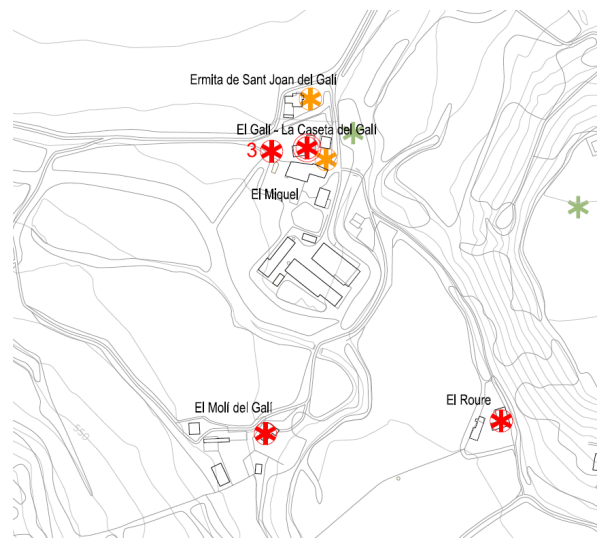 Ermita de Sant Joan del Galí
El Galí - La Caseta del Galí
3
El Miquel
El Molí del Galí
El Roure
550